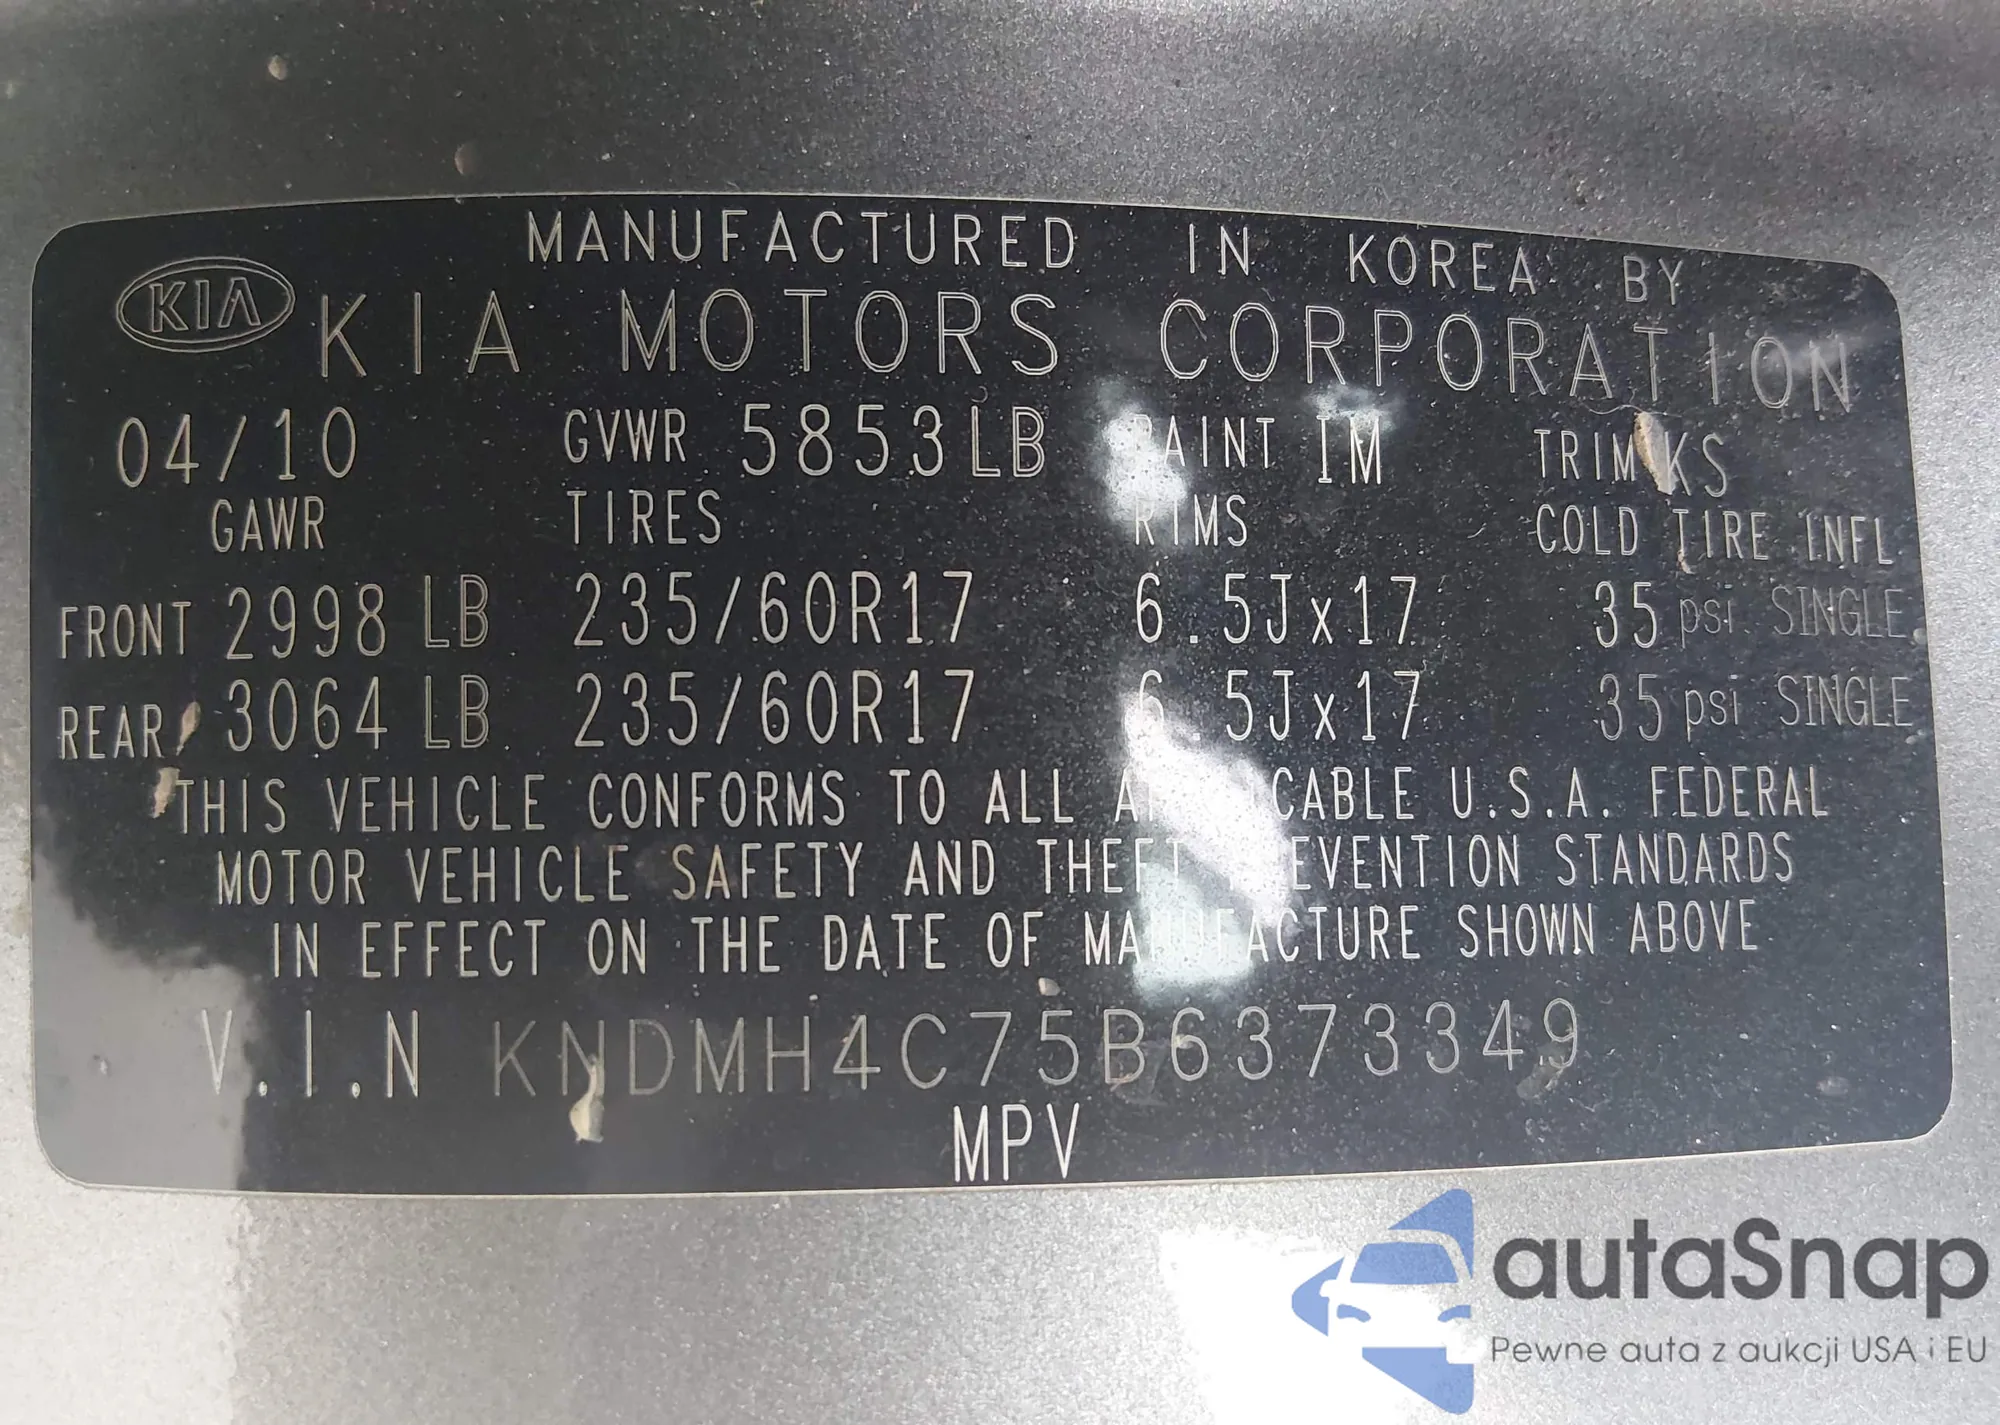 MANUFACTURED IN KOREA BY
KIA KIA MOTORS CORPORATION
04/10 GVWR 5853LB PAINT IM TRIM KS
GAWR TIRES RIMS COLD TIRE INFL
FRONT 2998 LB 235/60R17 6.5Jx17 35 psi SINGLE
REAR 3064 LB 235/60R17 6.5Jx17 35 psi SINGLE
THIS VEHICLE CONFORMS TO ALL APPLICABLE U.S.A. FEDERAL
MOTOR VEHICLE SAFETY AND THEFT PREVENTION STANDARDS
IN EFFECT ON THE DATE OF MANUFACTURE SHOWN ABOVE
V.I.N KNDMH4C75B6373349
MPV
autaSnap
Pewne auta z aukcji USA i EU